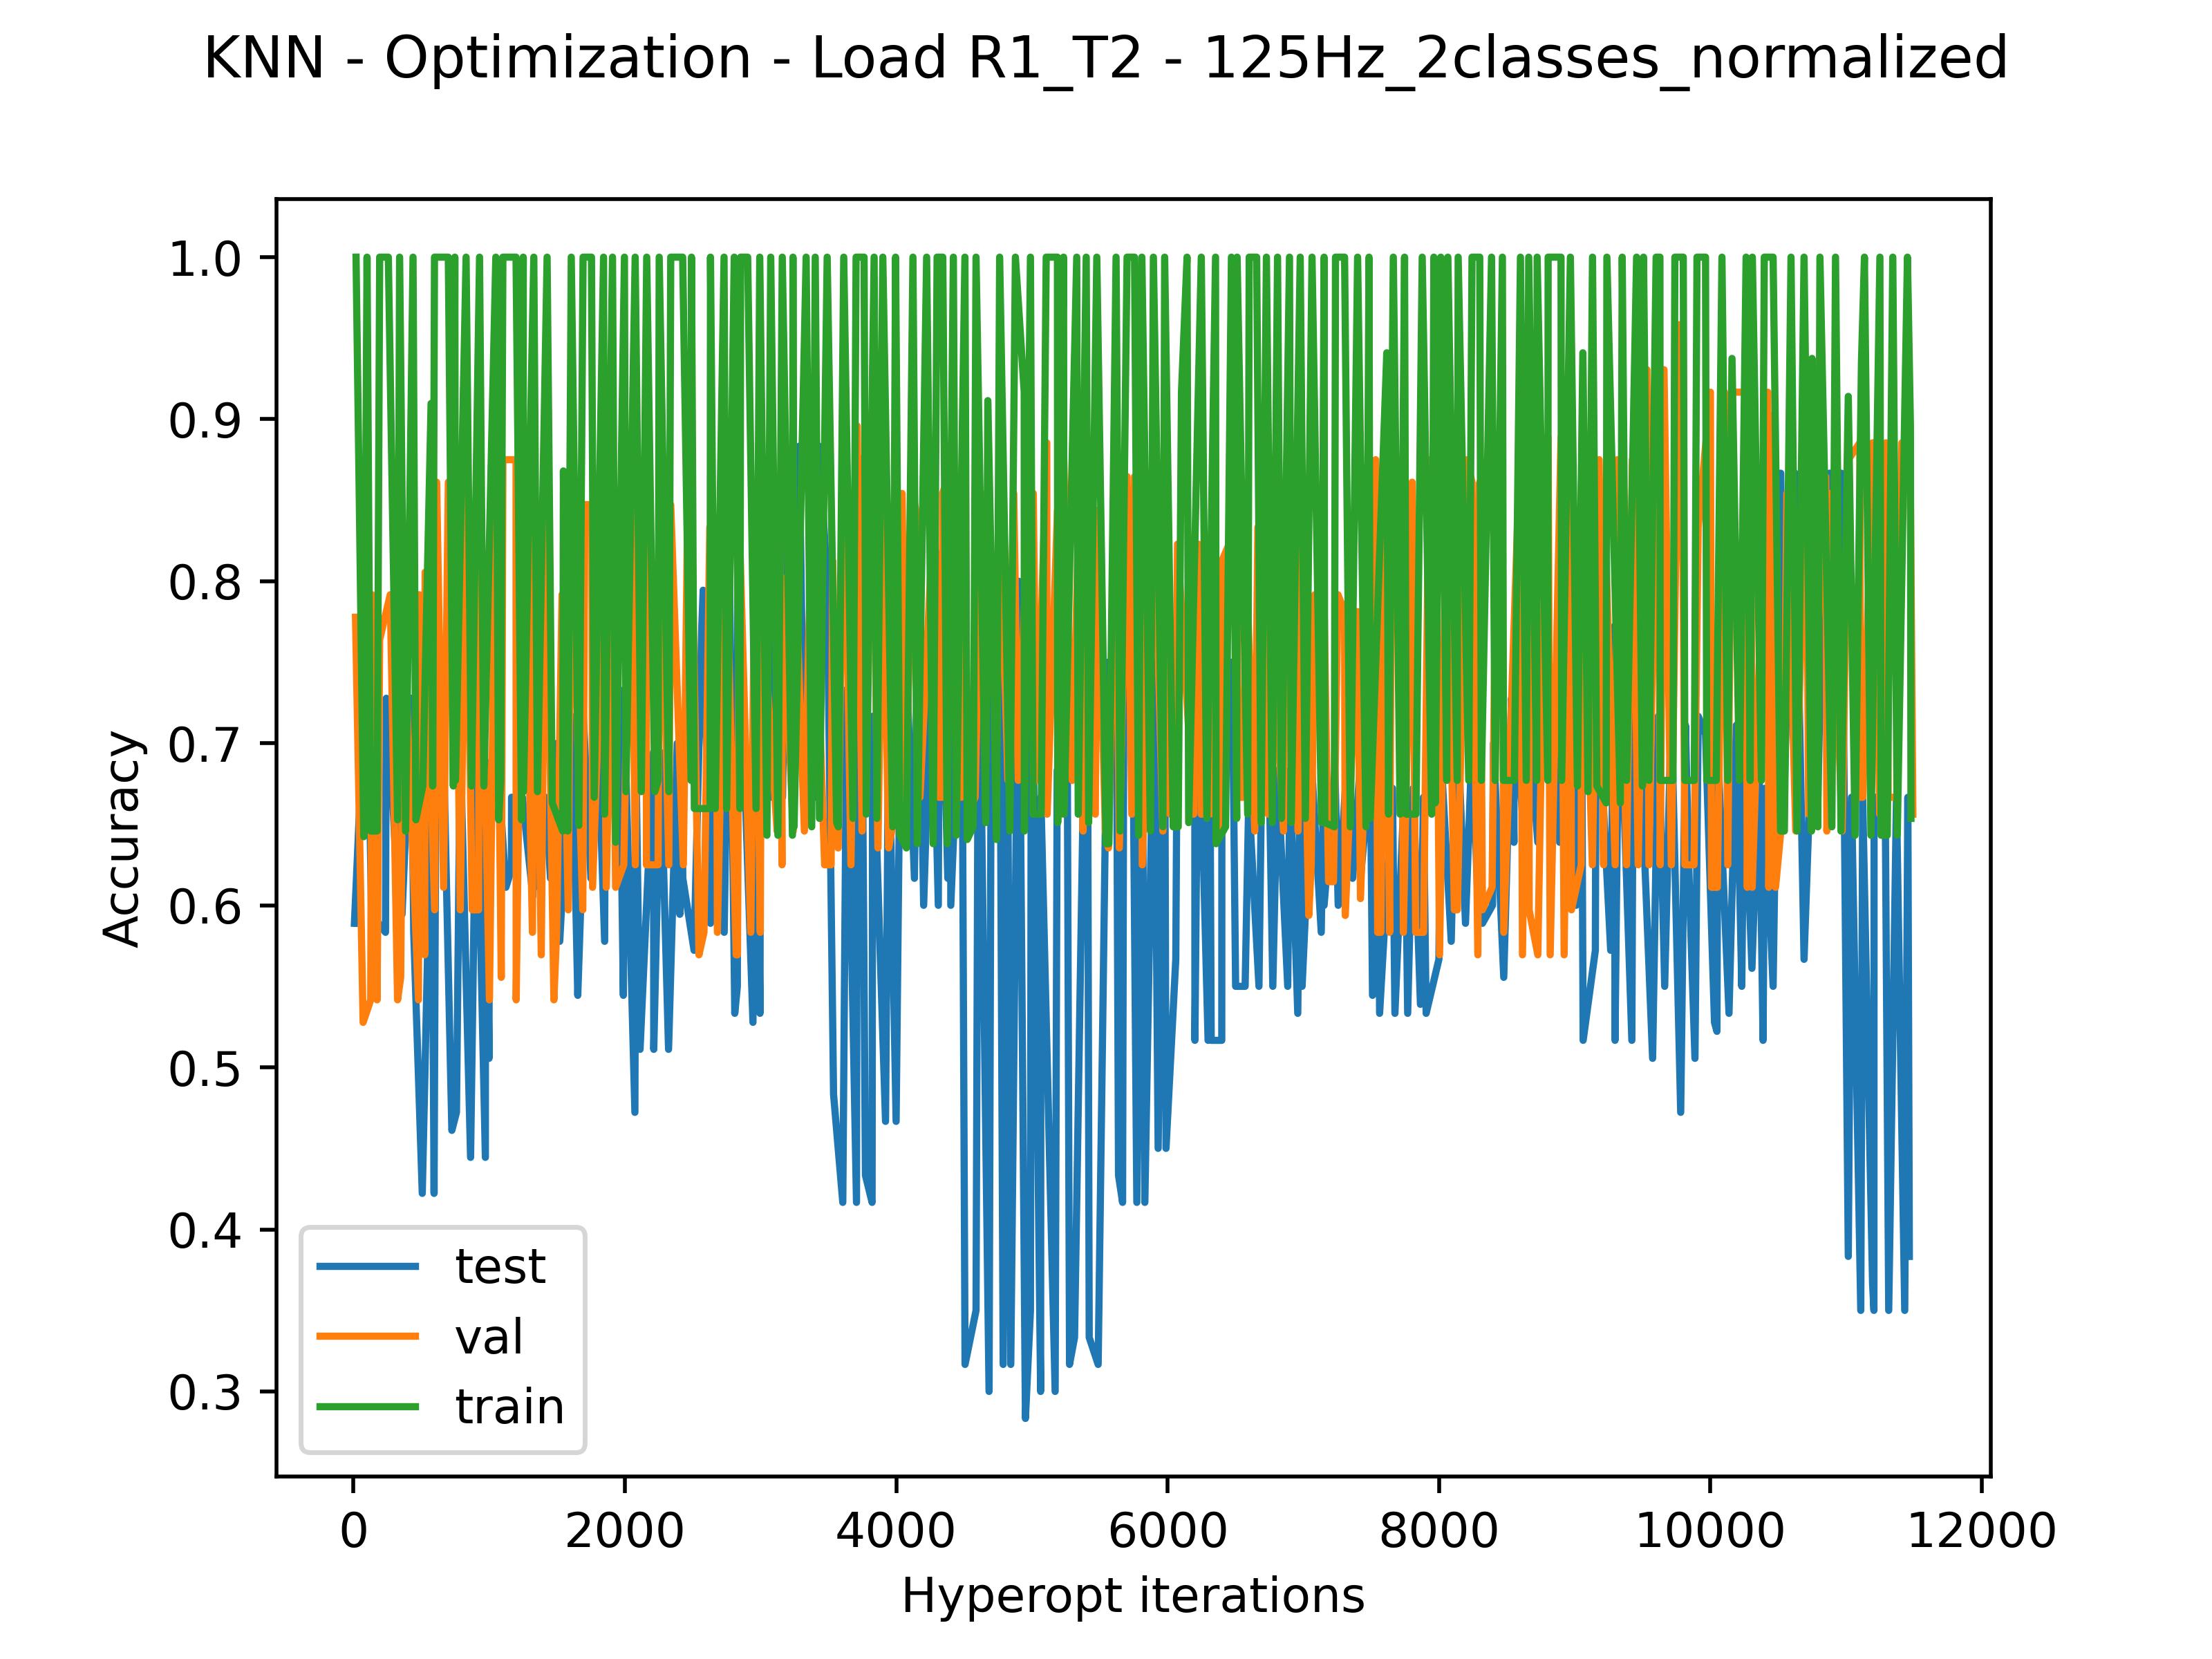 KNN - Optimization - Load R1_T2 - 125Hz_2classes_normalized
Accuracy
1.0
0.9
0.8
0.7
0.6
0.5
0.4
0.3
test
val
train
0 2000 4000 6000 8000 10000 12000
Hyperopt iterations